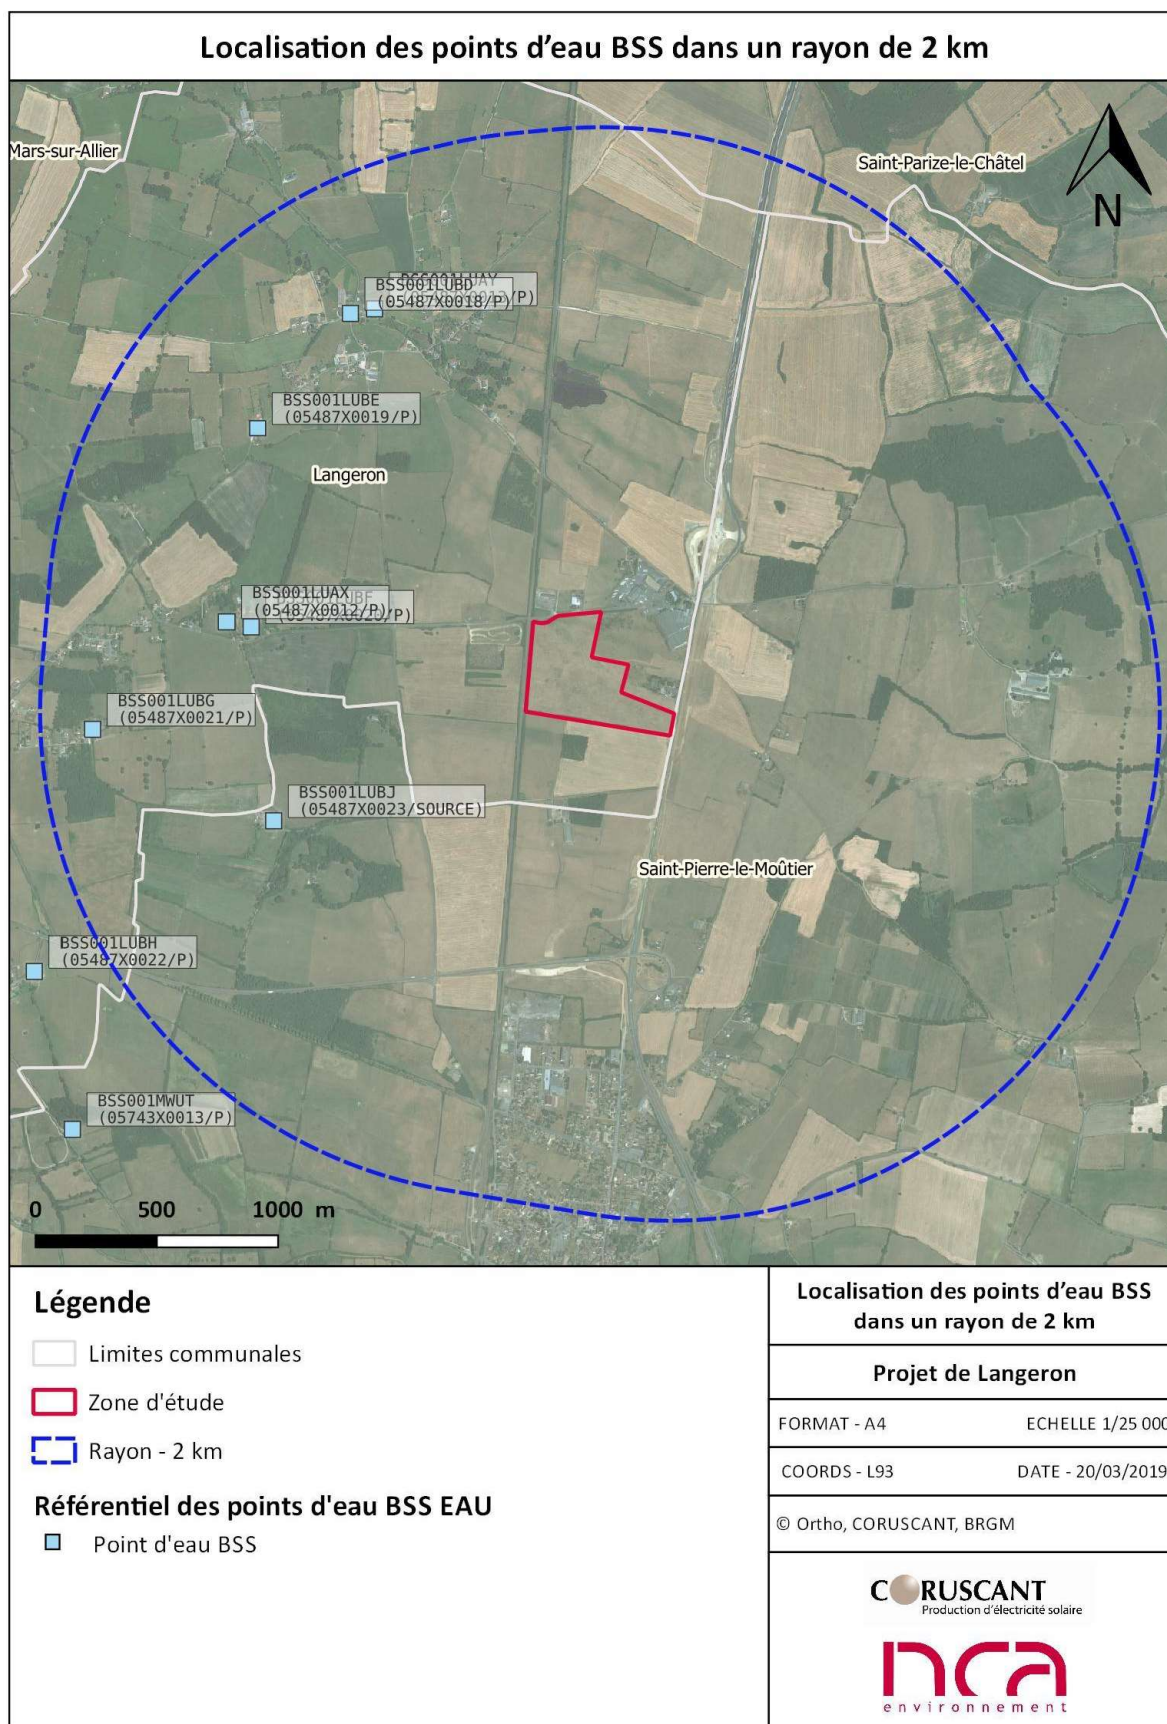 Localisation des points d'eau BSS dans un rayon de 2 km
Mars-sur-Allier
Saint-Parize-le-Châtel
N
BSS001LUBD
(05487X0018/P)
BSS001LUBE
(05487X0019/P)
Langeron
BSS001LUAX
(05487X0012/P)
BSS001LUBG
(05487X0021/P)
BSS001LUBJ
(05487X0023/SOURCE)
Saint-Pierre-le-Moûtier
BSS001LUBH
(05487X0022/P)
BSS001MWUT
(05743X0013/P)
0 500 1000 m
Légende
Limites communales
Zone d'étude
Rayon - 2 km
Référentiel des points d'eau BSS EAU
Point d'eau BSS
Localisation des points d'eau BSS
dans un rayon de 2 km
Projet de Langeron
FORMAT - A4 ECHELLE 1/25 000
COORDS - L93 DATE - 20/03/2019
© Ortho, CORUSCANT, BRGM
CORUSCANT
Production d'électricité solaire
nca
environnement